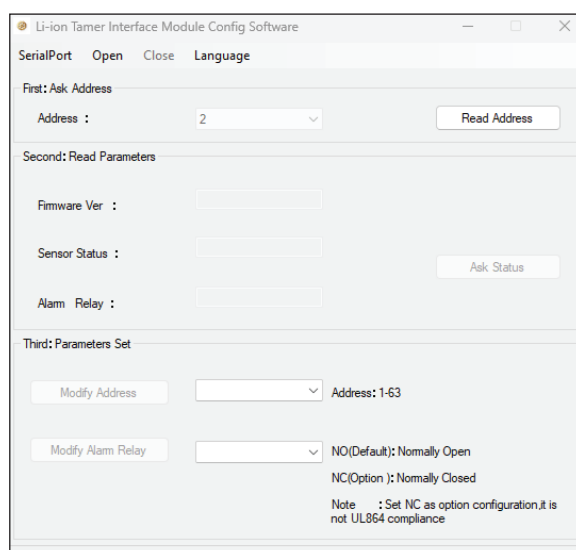 Li-ion Tamer Interface Module Config Software
SerialPort Open Close Language
First: Ask Address
Address : 2 Read Address
Second: Read Parameters
Firmware Ver :
Sensor Status :
Ask Status
Alarm Relay :
Third: Parameters Set
Modify Address Address: 1-63
Modify Alarm Relay NO(Default): Normally Open
NC(Option ): Normally Closed
Note : Set NC as option configuration,it is
not UL864 compliance